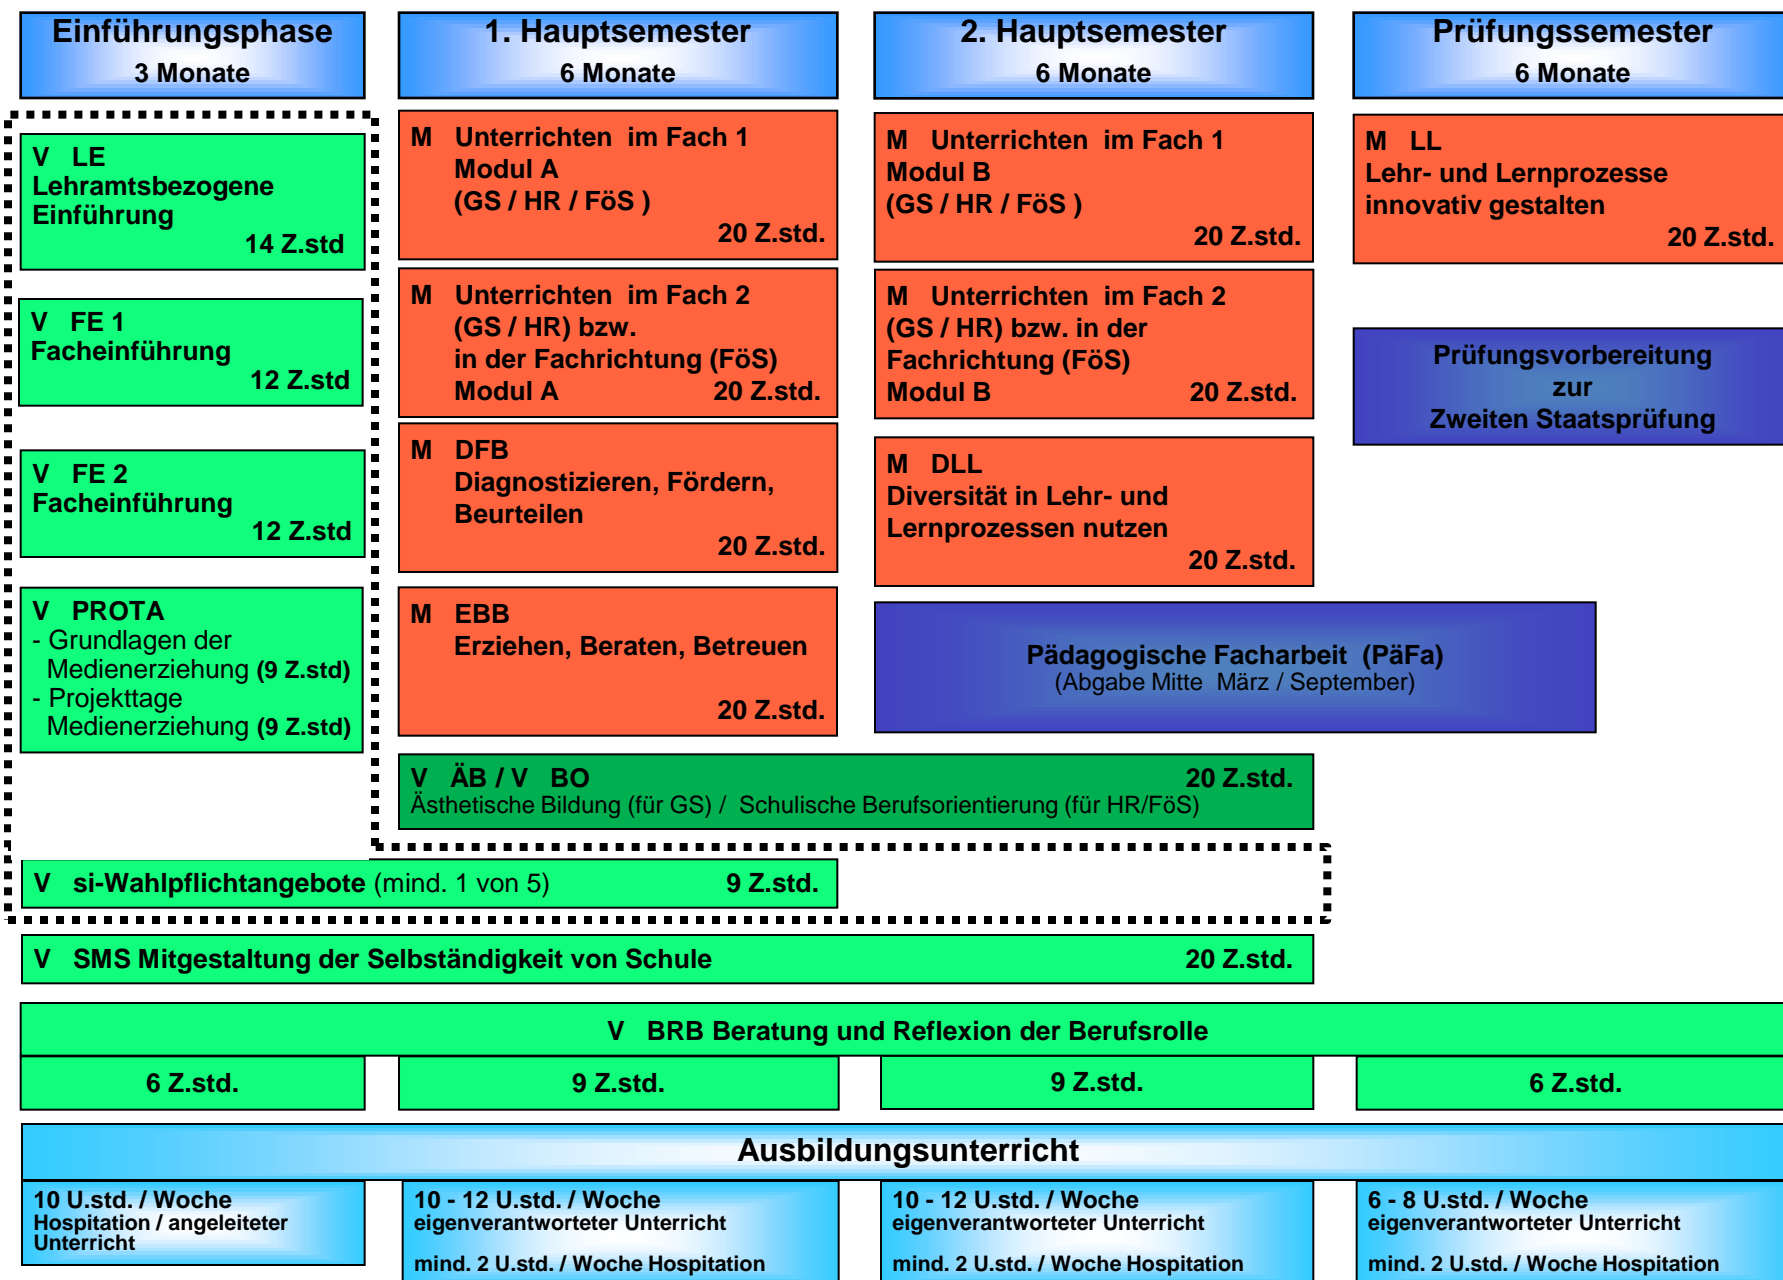 Einführungsphase
3 Monate
1. Hauptsemester
6 Monate
2. Hauptsemester
6 Monate
Prüfungssemester
6 Monate
V LE
Lehramtsbezogene
Einführung
14 Z.std
V FE 1
Facheinführung
12 Z.std
V FE 2
Facheinführung
12 Z.std
V PROTA
- Grundlagen der
Medienerziehung (9 Z.std)
- Projekttage
Medienerziehung (9 Z.std)
M Unterrichten im Fach 1
Modul A
(GS / HR / FöS )
20 Z.std.
M Unterrichten im Fach 2
(GS / HR) bzw.
in der Fachrichtung (FöS)
Modul A 20 Z.std.
M DFB
Diagnostizieren, Fördern,
Beurteilen
20 Z.std.
M EBB
Erziehen, Beraten, Betreuen
20 Z.std.
M Unterrichten im Fach 1
Modul B
(GS / HR / FöS )
20 Z.std.
M Unterrichten im Fach 2
(GS / HR) bzw. in der
Fachrichtung (FöS)
Modul B 20 Z.std.
M DLL
Diversität in Lehr- und
Lernprozessen nutzen
20 Z.std.
M LL
Lehr- und Lernprozesse
innovativ gestalten
20 Z.std.
Prüfungsvorbereitung
zur
Zweiten Staatsprüfung
Pädagogische Facharbeit (PäFa)
(Abgabe Mitte März / September)
V ÄB / V BO 20 Z.std.
Ästhetische Bildung (für GS) / Schulische Berufsorientierung (für HR/FöS)
V si-Wahlpflichtangebote (mind. 1 von 5) 9 Z.std.
V SMS Mitgestaltung der Selbständigkeit von Schule 20 Z.std.
V BRB Beratung und Reflexion der Berufsrolle
6 Z.std. 9 Z.std. 9 Z.std. 6 Z.std.
Ausbildungsunterricht
10 U.std. / Woche
Hospitation / angeleiteter
Unterricht
10 - 12 U.std. / Woche
eigenverantworteter Unterricht
mind. 2 U.std. / Woche Hospitation
10 - 12 U.std. / Woche
eigenverantworteter Unterricht
mind. 2 U.std. / Woche Hospitation
6 - 8 U.std. / Woche
eigenverantworteter Unterricht
mind. 2 U.std. / Woche Hospitation